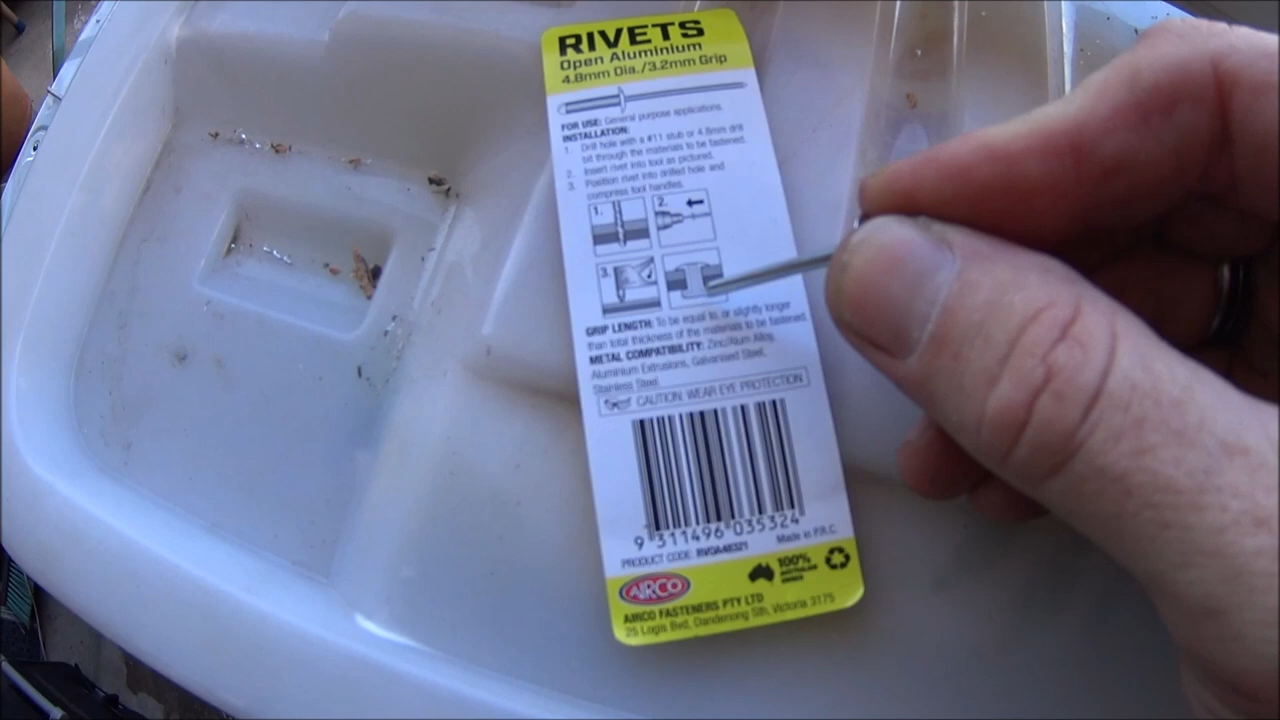 RIVETS
Open Aluminium
4.8mm Dia./3.2mm Grip
FOR USE: General purpose applications.
INSTALLATION:
1. Drill hole with a #11 stub or 4.8mm drill
bit through the materials to be fastened.
2. Insert rivet into tool as pictured.
3. Position rivet into drilled hole and
compress tool handles.
1. 2.
3.
GRIP LENGTH: To be equal to, or slightly longer
than total thickness of the materials to be fastened.
METAL COMPATIBILITY: Zinc/Alum Alloy,
Aluminium Extrusions, Galvanised Steel,
Stainless Steel.
CAUTION: WEAR EYE PROTECTION
9 311496 035324
PRODUCT CODE: Made in P.R.C.
AIRCO
100%
AUSTRALIAN
OWNED
AIRCO FASTENERS PTY LTD
25 Logis Bvd, Dandenong Sth, Victoria 3175